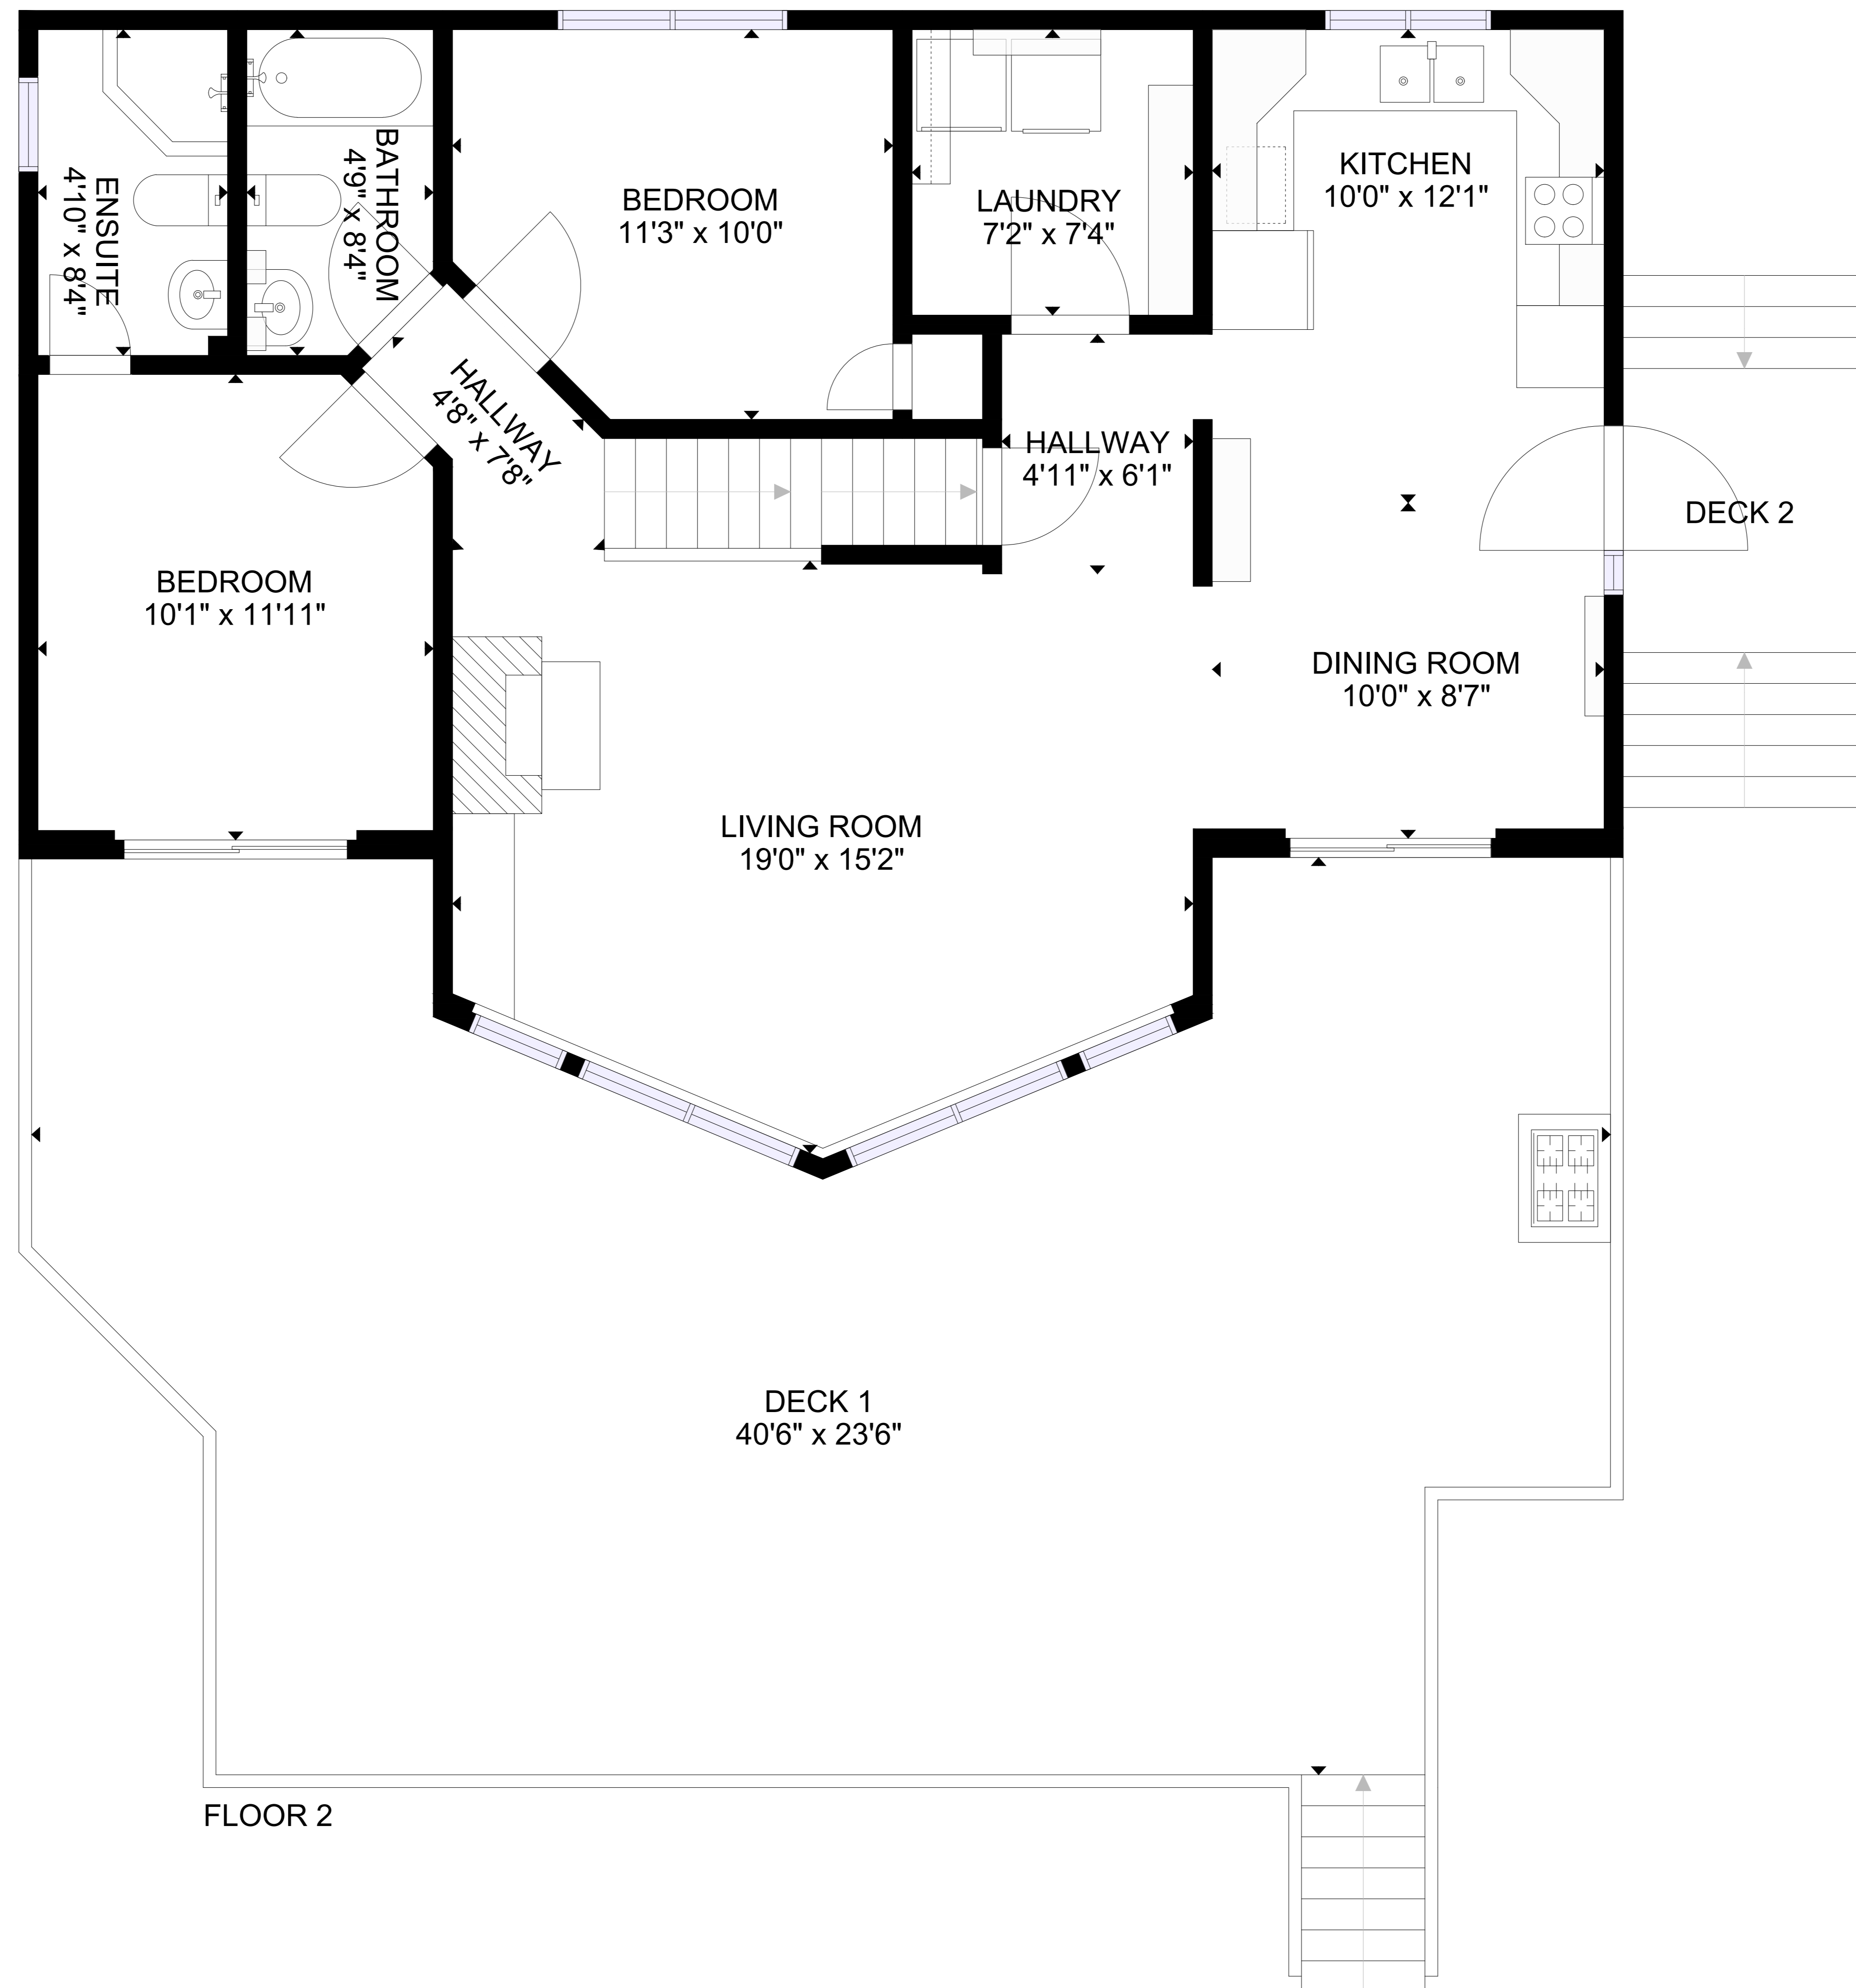 ENSUITE
4'10" x 8'4"
BATHROOM
4'9" x 8'4"
BEDROOM
11'3" x 10'0"
LAUNDRY
7'2" x 7'4"
KITCHEN
10'0" x 12'1"
HALLWAY
4'8" x 7'8"
HALLWAY
4'11" x 6'1"
DECK 2
BEDROOM
10'1" x 11'11"
DINING ROOM
10'0" x 8'7"
LIVING ROOM
19'0" x 15'2"
DECK 1
40'6" x 23'6"
FLOOR 2